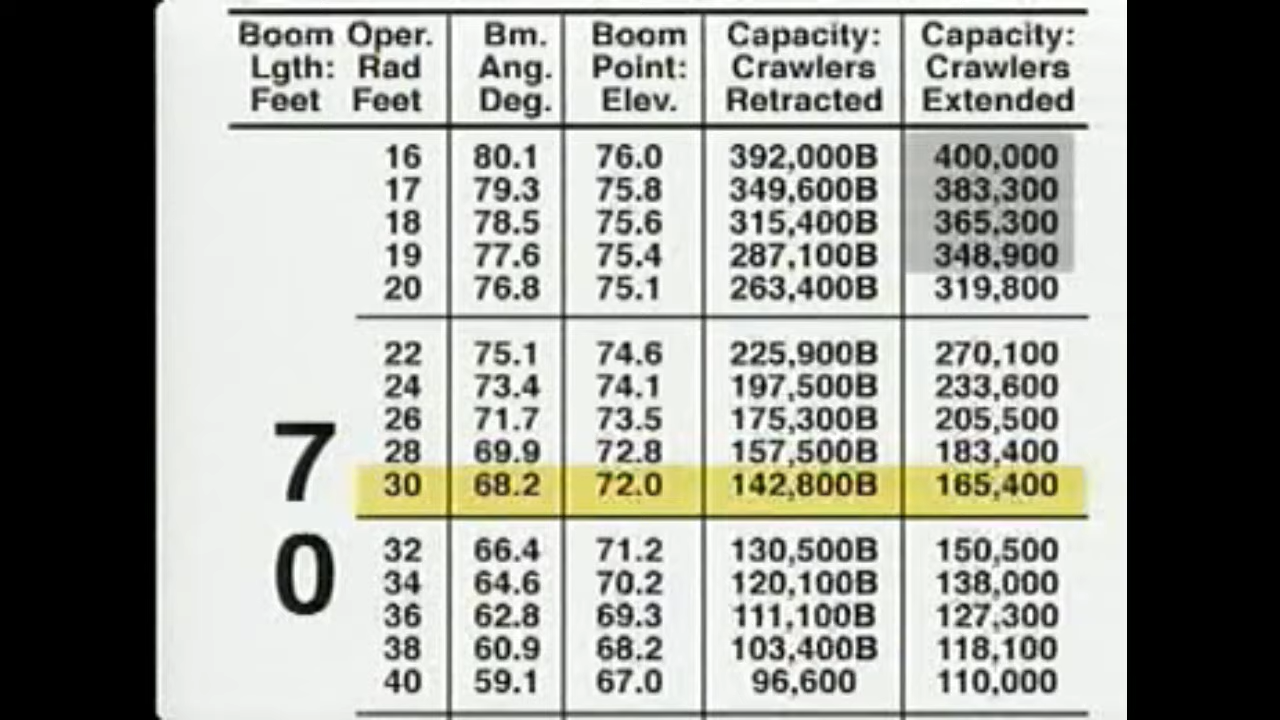 Boom Oper. Bm. Boom Capacity: Capacity:
Lgth: Rad Ang. Point: Crawlers Crawlers
Feet Feet Deg. Elev. Retracted Extended
16 80.1 76.0 392,000B 400,000
17 79.3 75.8 349,600B 383,300
18 78.5 75.6 315,400B 365,300
19 77.6 75.4 287,100B 348,900
20 76.8 75.1 263,400B 319,800
22 75.1 74.6 225,900B 270,100
24 73.4 74.1 197,500B 233,600
26 71.7 73.5 175,300B 205,500
28 69.9 72.8 157,500B 183,400
7
30 68.2 72.0 142,800B 165,400
0
32 66.4 71.2 130,500B 150,500
34 64.6 70.2 120,100B 138,000
36 62.8 69.3 111,100B 127,300
38 60.9 68.2 103,400B 118,100
40 59.1 67.0 96,600 110,000